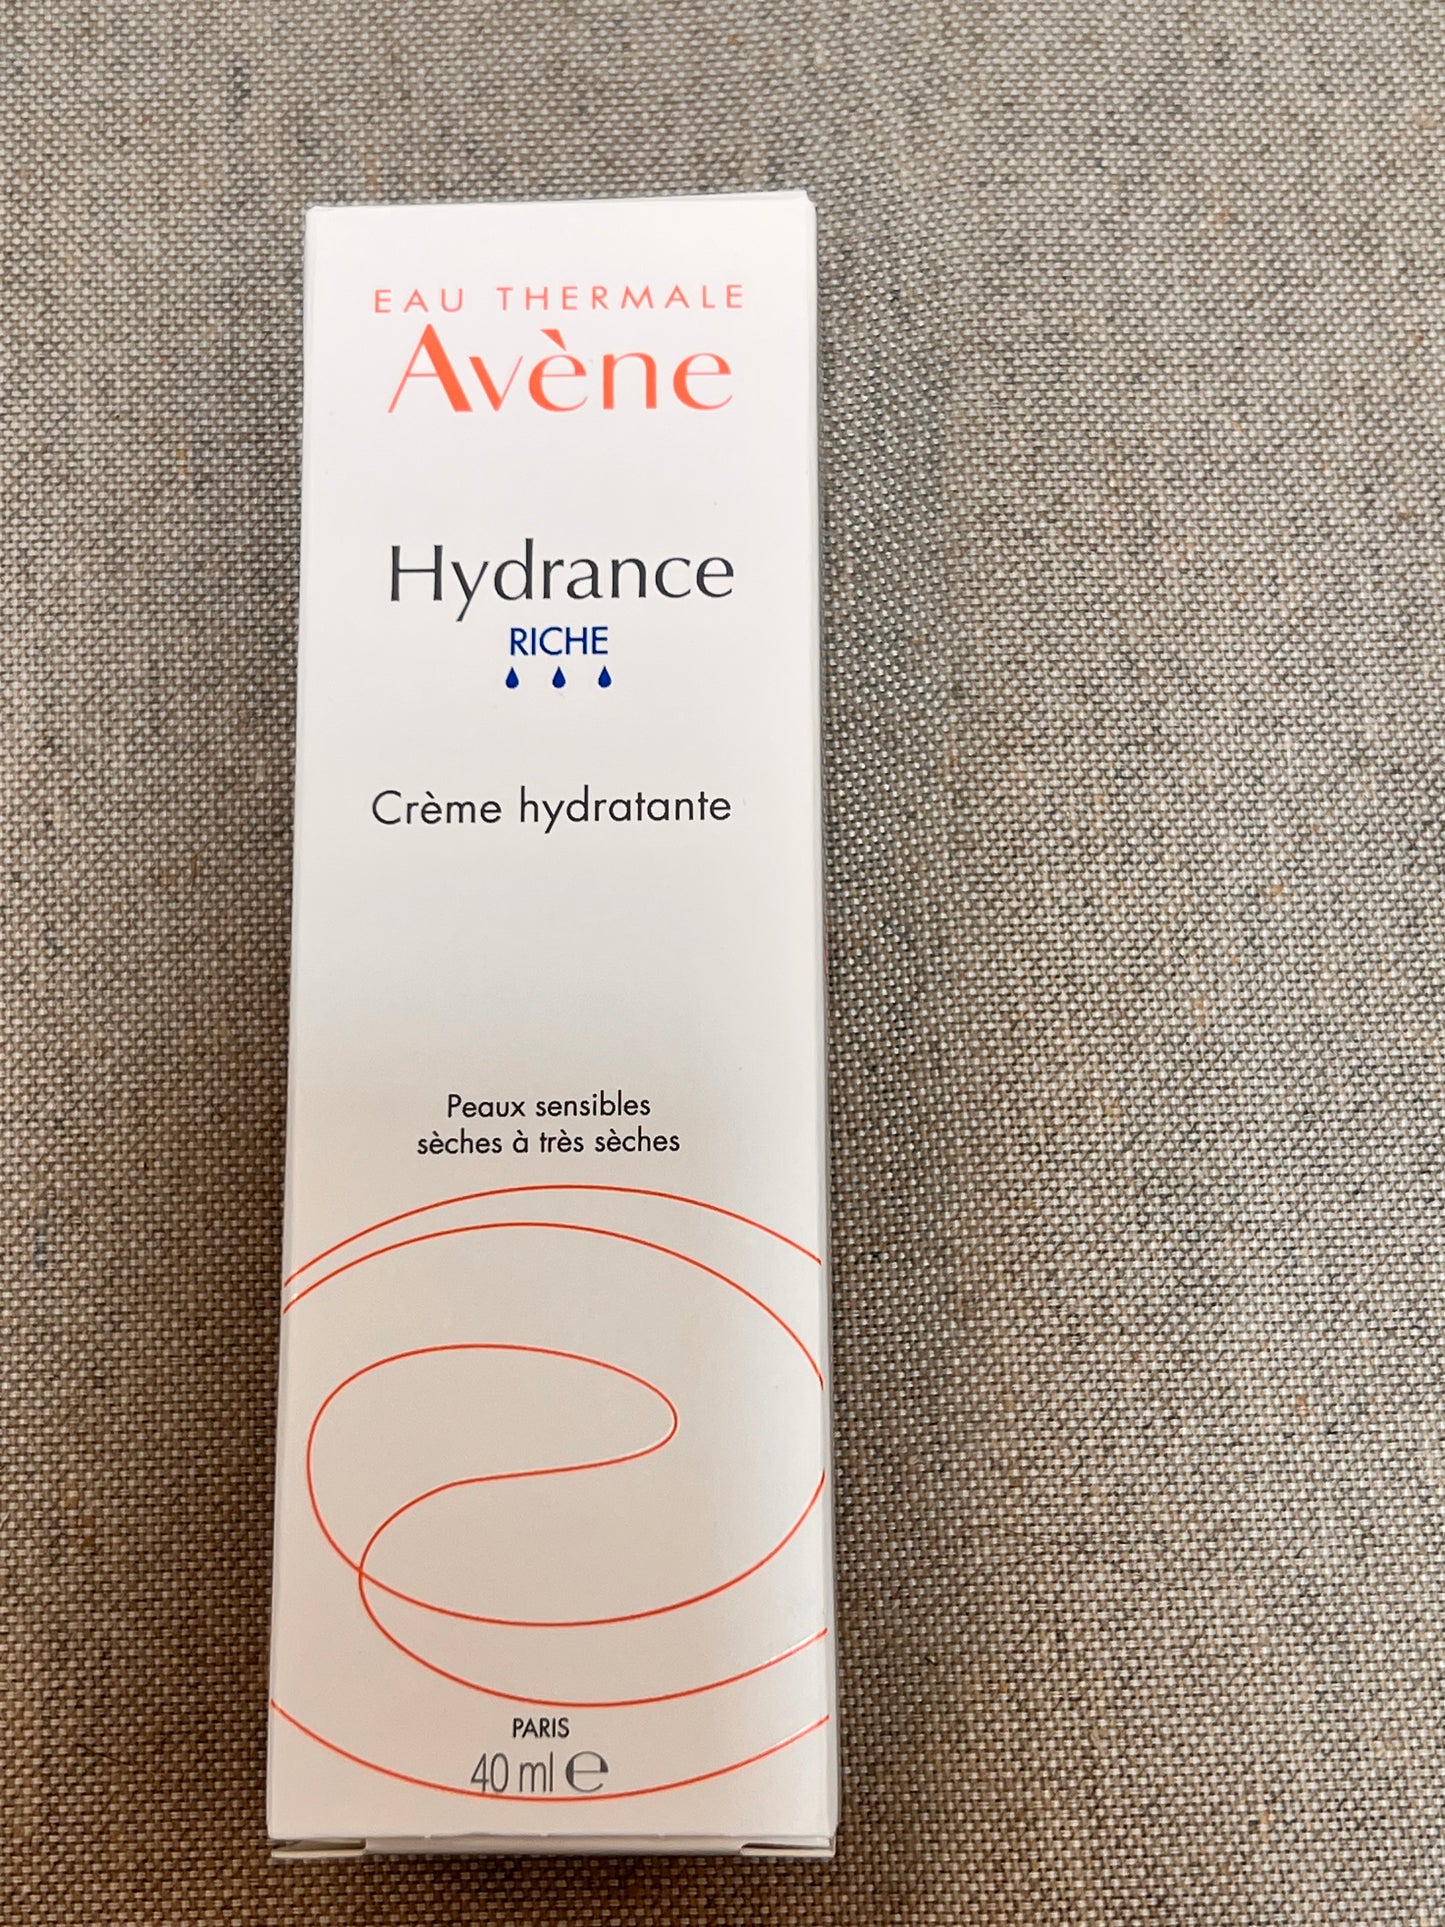 EAU THERMALE
Avène
Hydrance
RICHE
Crème hydratante
Peaux sensibles
sèches à très sèches
PARIS
40 ml ℮